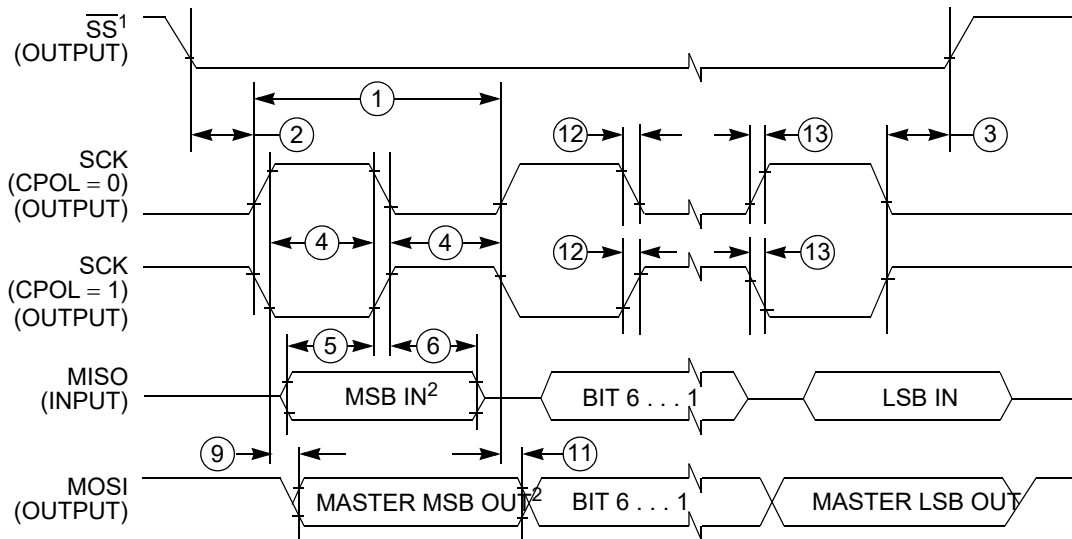 SS¹
(OUTPUT)
1
2
12
13
3
SCK
(CPOL = 0)
(OUTPUT)
4
4
SCK
(CPOL = 1)
(OUTPUT)
12
13
5
6
MISO
(INPUT)
MSB IN²
BIT 6 . . . 1
LSB IN
9
11
MOSI
(OUTPUT)
MASTER MSB OUT²
BIT 6 . . . 1
MASTER LSB OUT